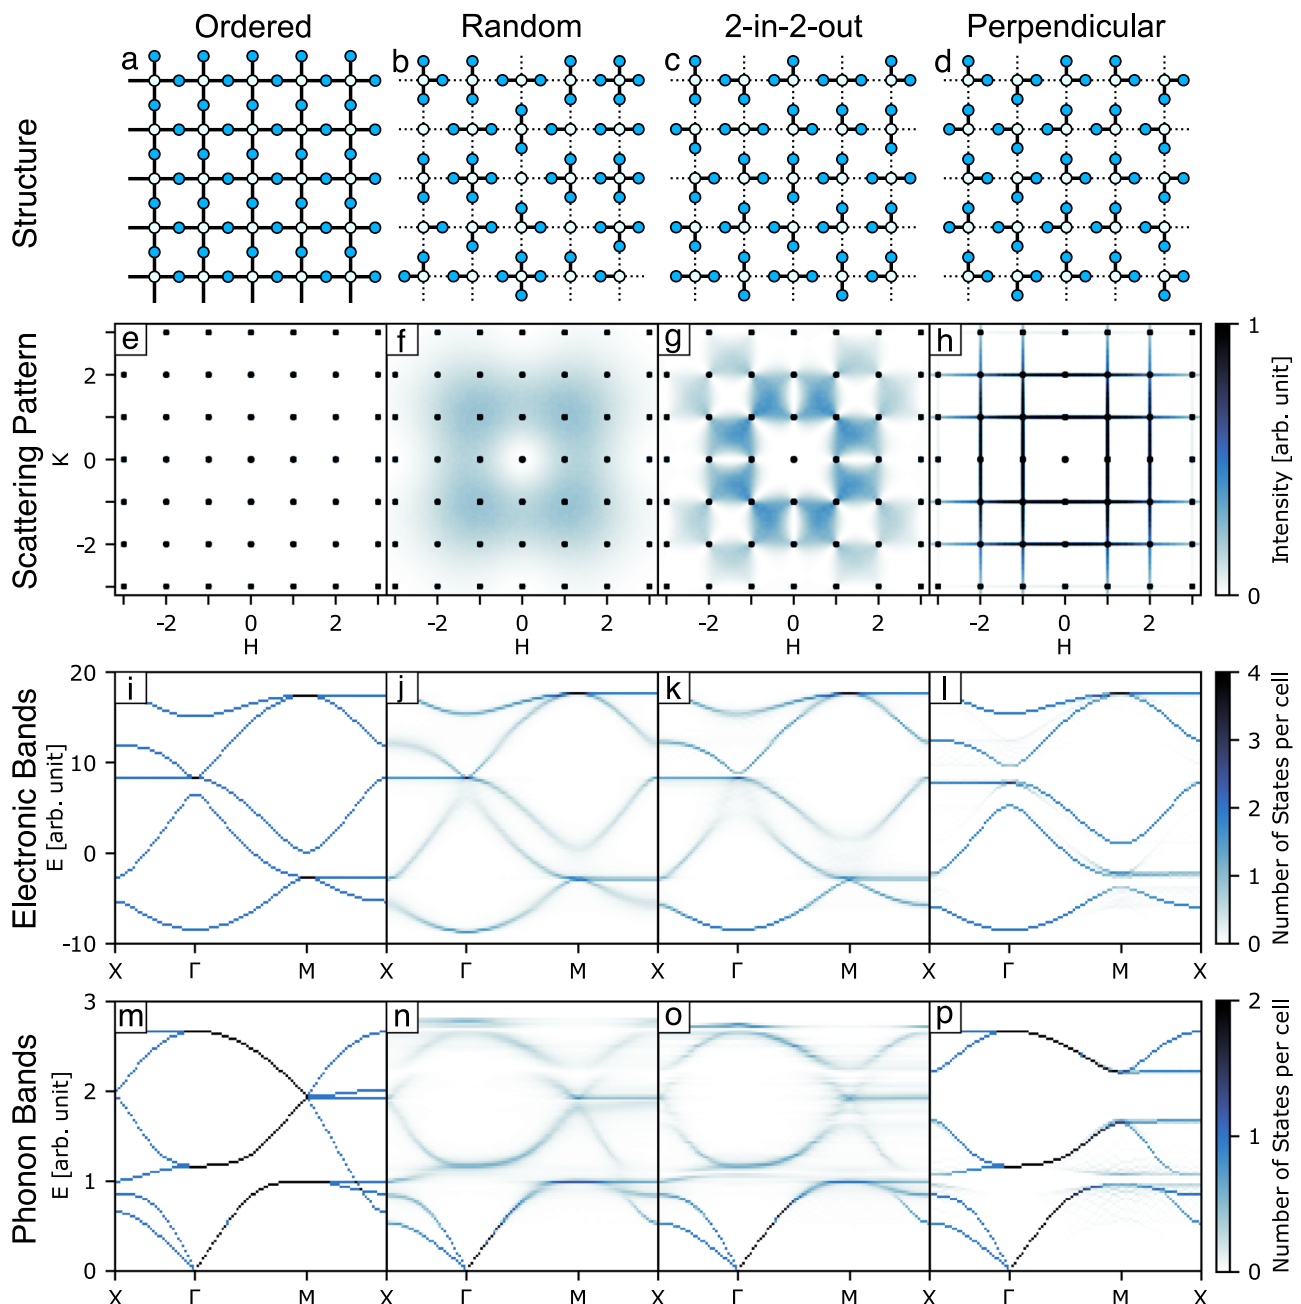 Ordered Random 2-in-2-out Perpendicular
Structure
a b c d
Scattering Pattern
e f g h
2
0
-2
K
-2 0 2 -2 0 2 -2 0 2 -2 0 2
H H H H
1
0
Intensity [arb. unit]
Electronic Bands
i j k l
20
10
0
-10
E [arb. unit]
X Γ M X Γ M X Γ M X Γ M X
4
3
2
1
0
Number of States per cell
Phonon Bands
m n o p
3
2
1
0
E [arb. unit]
X Γ M X Γ M X Γ M X Γ M X
2
1
0
Number of States per cell